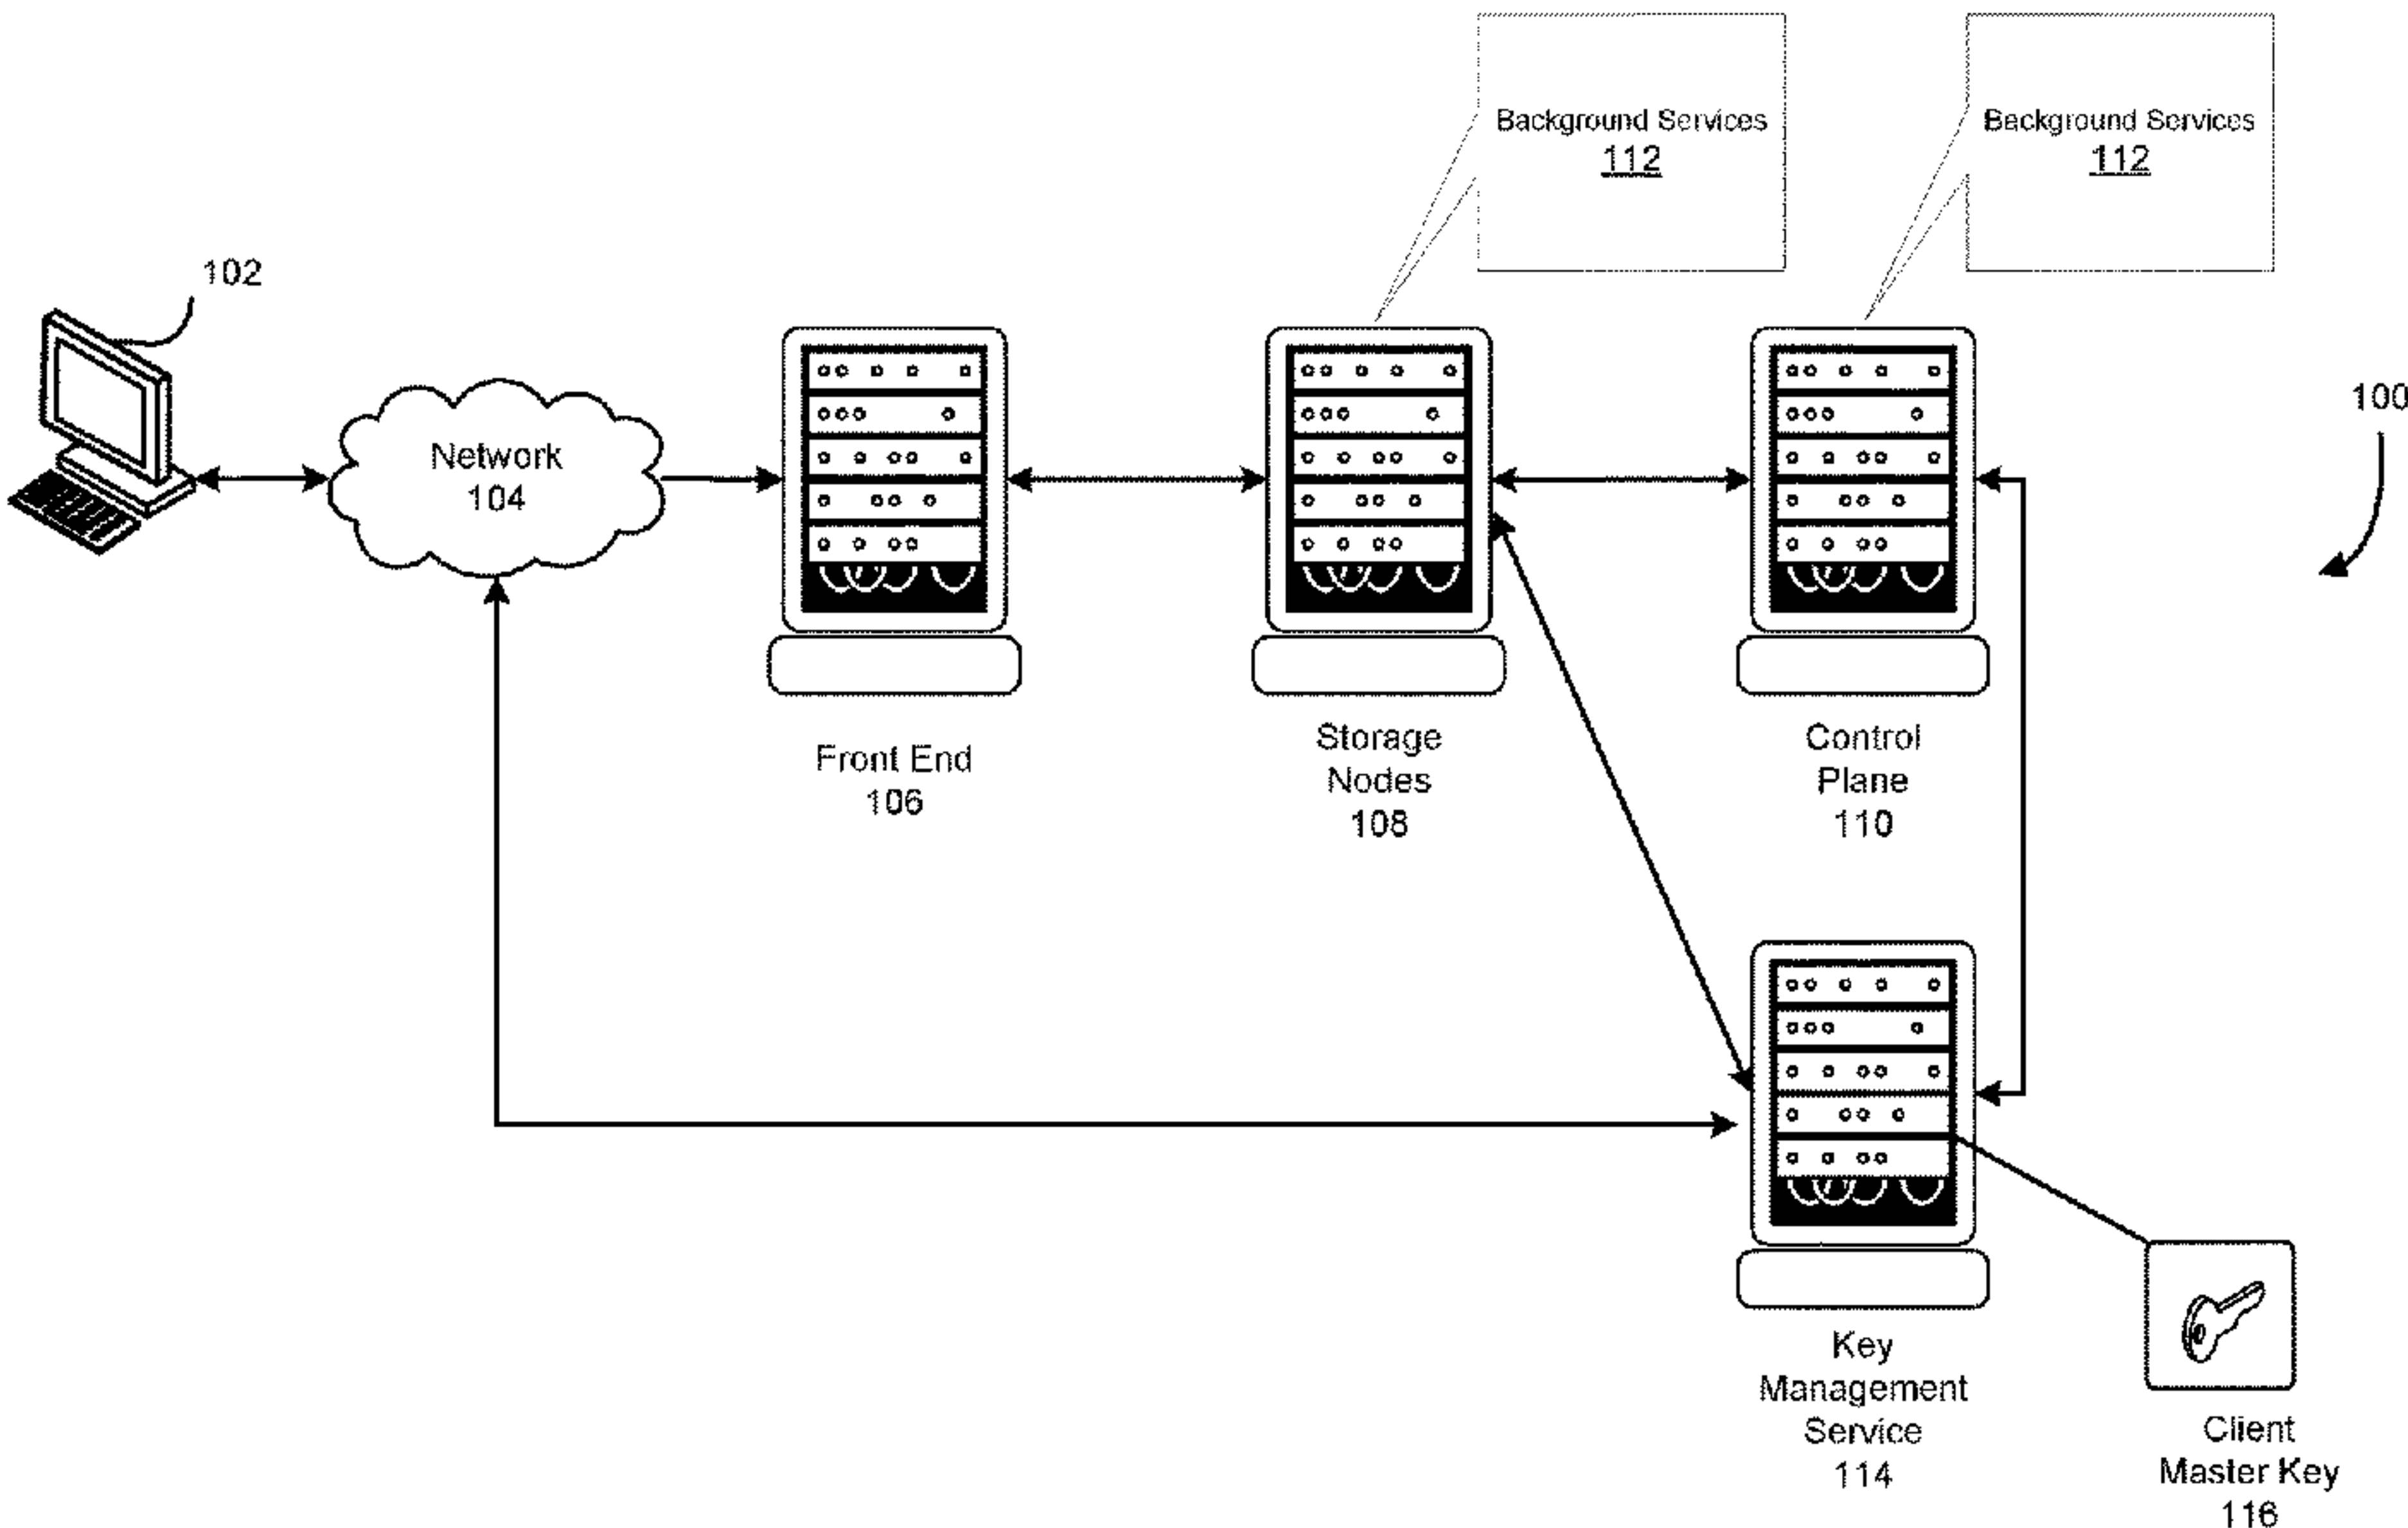 Background Services
112
Background Services
112
102
100
Network
104
Front End
106
Storage
Nodes
108
Control
Plane
110
Key
Management
Service
114
Client
Master Key
116